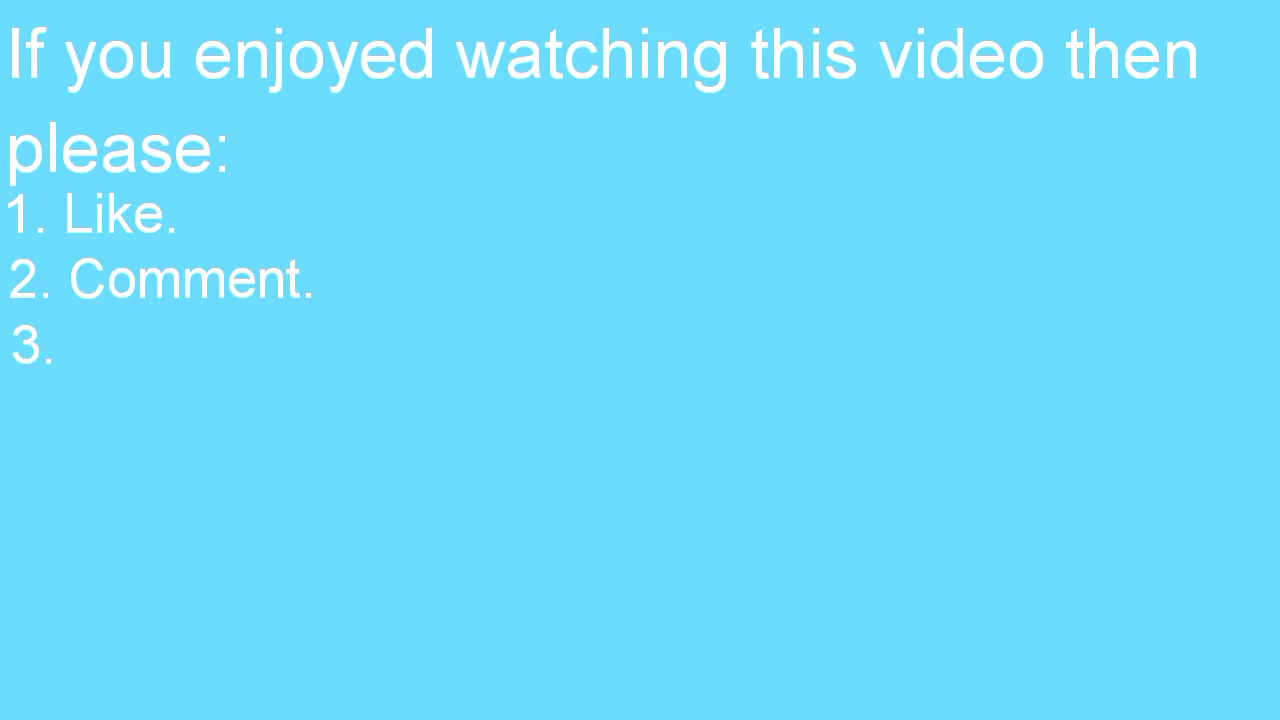 If you enjoyed watching this video then
please:
1. Like.
2. Comment.
3.